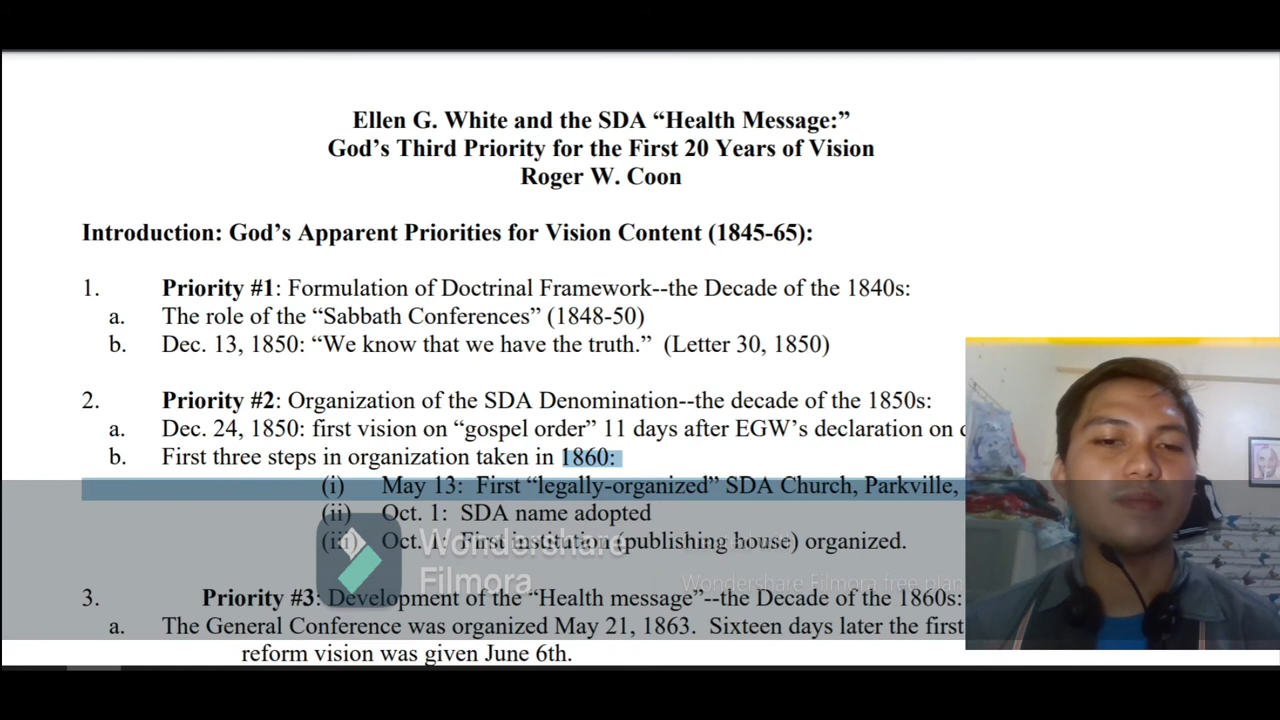 Ellen G. White and the SDA “Health Message:”
God’s Third Priority for the First 20 Years of Vision
Roger W. Coon
Introduction: God’s Apparent Priorities for Vision Content (1845-65):
1. Priority #1: Formulation of Doctrinal Framework--the Decade of the 1840s:
a. The role of the “Sabbath Conferences” (1848-50)
b. Dec. 13, 1850: “We know that we have the truth.” (Letter 30, 1850)
2. Priority #2: Organization of the SDA Denomination--the decade of the 1850s:
a. Dec. 24, 1850: first vision on “gospel order” 11 days after EGW’s declaration on
b. First three steps in organization taken in 1860:
(i) May 13: First “legally-organized” SDA Church, Parkville,
(ii) Oct. 1: SDA name adopted
(iii) Oct. 1: First institution (publishing house) organized.
Wondershare
Filmora
Wondershare Filmora free plan
3. Priority #3: Development of the “Health message”--the Decade of the 1860s:
a. The General Conference was organized May 21, 1863. Sixteen days later the first
reform vision was given June 6th.